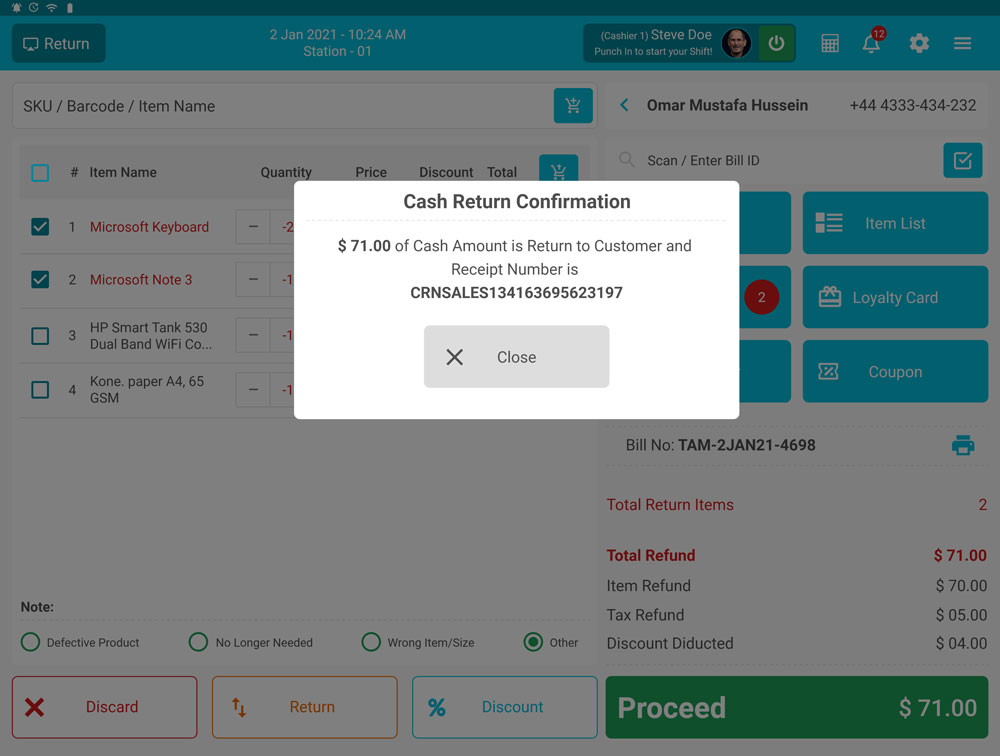 Return
2 Jan 2021 - 10:24 AM
Station - 01
(Cashier 1) Steve Doe
Punch In to start your Shift!
12
SKU / Barcode / Item Name
Omar Mustafa Hussein
+44 4333-434-232
# Item Name Quantity Price Discount Total
Scan / Enter Bill ID
1 Microsoft Keyboard − -2
2 Microsoft Note 3 − -1
3 HP Smart Tank 530
Dual Band WiFi Co... − -1
4 Kone. paper A4, 65
GSM − -1
Cash Return Confirmation
$ 71.00 of Cash Amount is Return to Customer and
Receipt Number is
CRNSALES134163695623197
Close
Item List
2
Loyalty Card
Coupon
Bill No: TAM-2JAN21-4698
Total Return Items 2
Total Refund $ 71.00
Item Refund $ 70.00
Tax Refund $ 05.00
Discount Diducted $ 04.00
Note:
Defective Product No Longer Needed Wrong Item/Size Other
Discard
Return
% Discount
Proceed $ 71.00